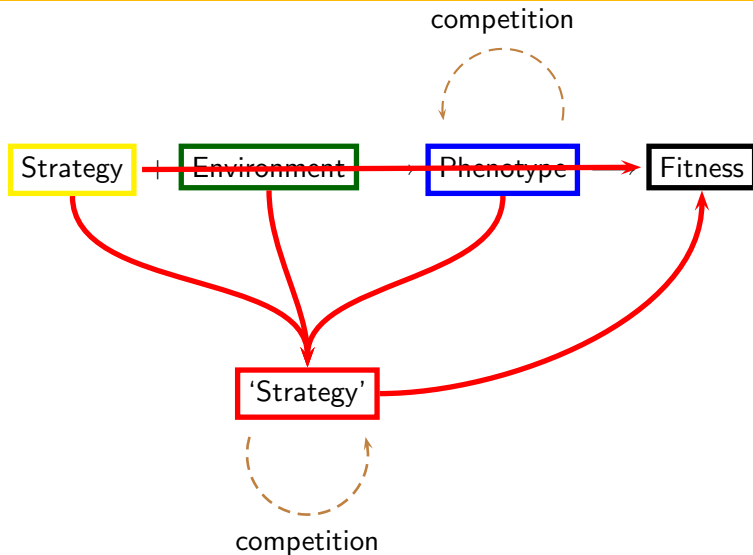 competition
Strategy + Environment → Phenotype → Fitness
‘Strategy’
competition